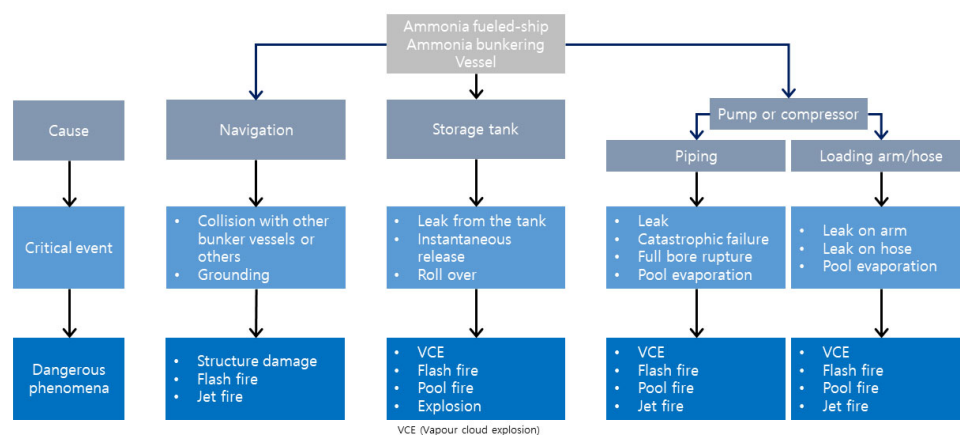 Ammonia fueled-ship
Ammonia bunkering
Vessel
Cause
Navigation
Storage tank
Pump or compressor
Piping
Loading arm/hose
Critical event
• Collision with other
bunker vessels or
others
• Grounding
• Leak from the tank
• Instantaneous
release
• Roll over
• Leak
• Catastrophic failure
• Full bore rupture
• Pool evaporation
• Leak on arm
• Leak on hose
• Pool evaporation
Dangerous
phenomena
• Structure damage
• Flash fire
• Jet fire
• VCE
• Flash fire
• Pool fire
• Explosion
• VCE
• Flash fire
• Pool fire
• Jet fire
• VCE
• Flash fire
• Pool fire
• Jet fire
VCE (Vapour cloud explosion)